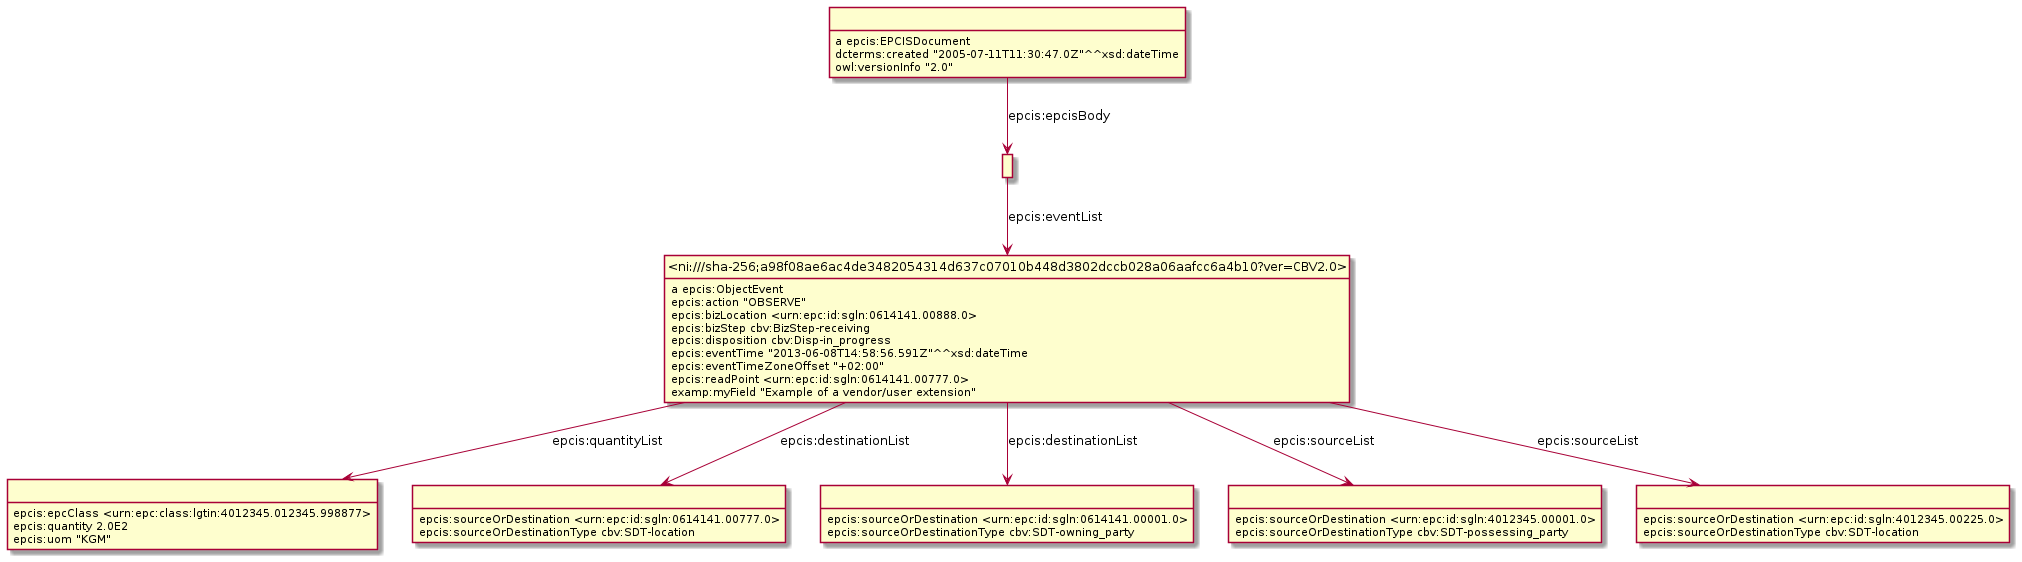 a epcis:EPCISDocument
dcterms:created "2005-07-11T11:30:47.0Z"^^xsd:dateTime
owl:versionInfo "2.0"
epcis:epcisBody
epcis:eventList
<ni:///sha-256;a98f08ae6ac4de3482054314d637c07010b448d3802dccb028a06aafcc6a4b10?ver=CBV2.0>
a epcis:ObjectEvent
epcis:action "OBSERVE"
epcis:bizLocation <urn:epc:id:sgln:0614141.00888.0>
epcis:bizStep cbv:BizStep-receiving
epcis:disposition cbv:Disp-in_progress
epcis:eventTime "2013-06-08T14:58:56.591Z"^^xsd:dateTime
epcis:eventTimeZoneOffset "+02:00"
epcis:readPoint <urn:epc:id:sgln:0614141.00777.0>
examp:myField "Example of a vendor/user extension"
epcis:quantityList
epcis:destinationList
epcis:destinationList
epcis:sourceList
epcis:sourceList
epcis:epcClass <urn:epc:class:lgtin:4012345.012345.998877>
epcis:quantity 2.0E2
epcis:uom "KGM"
epcis:sourceOrDestination <urn:epc:id:sgln:0614141.00777.0>
epcis:sourceOrDestinationType cbv:SDT-location
epcis:sourceOrDestination <urn:epc:id:sgln:0614141.00001.0>
epcis:sourceOrDestinationType cbv:SDT-owning_party
epcis:sourceOrDestination <urn:epc:id:sgln:4012345.00001.0>
epcis:sourceOrDestinationType cbv:SDT-possessing_party
epcis:sourceOrDestination <urn:epc:id:sgln:4012345.00225.0>
epcis:sourceOrDestinationType cbv:SDT-location